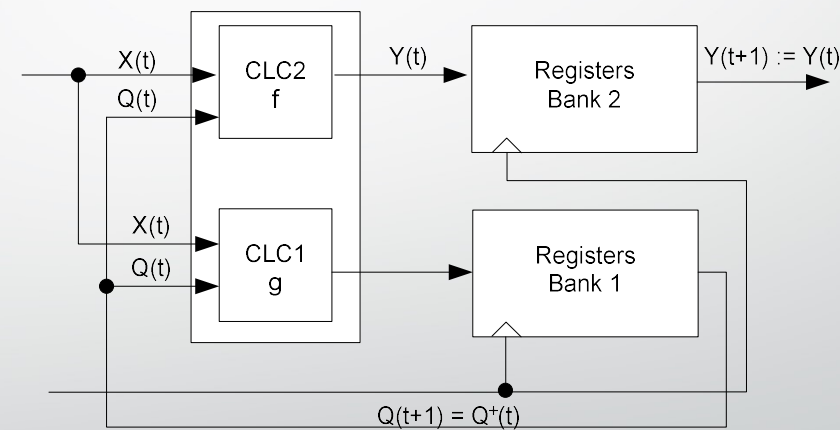 X(t)
Q(t)
CLC2
f
Y(t)
Registers
Bank 2
Y(t+1) := Y(t)
X(t)
Q(t)
CLC1
g
Registers
Bank 1
Q(t+1) = Q⁺(t)